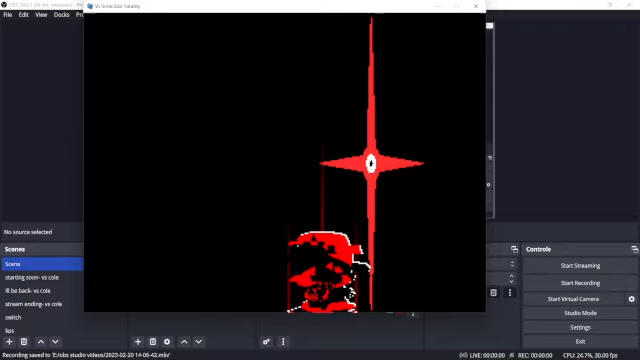 Vs Sonic.Exe: Fatality
File Edit View Docks
No source selected
Scenes
Controls
Scene
starting soon- vs cole
ill be back- vs cole
stream ending- vs cole
switch
lips
Start Streaming
Start Recording
Start Virtual Camera
Studio Mode
Settings
Exit
Recording saved to 'E:/obs studio videos/2023-02-20 14-06-42.mkv'
LIVE: 00:00:00
REC: 00:00:00
CPU: 24.7%, 30.00 fps